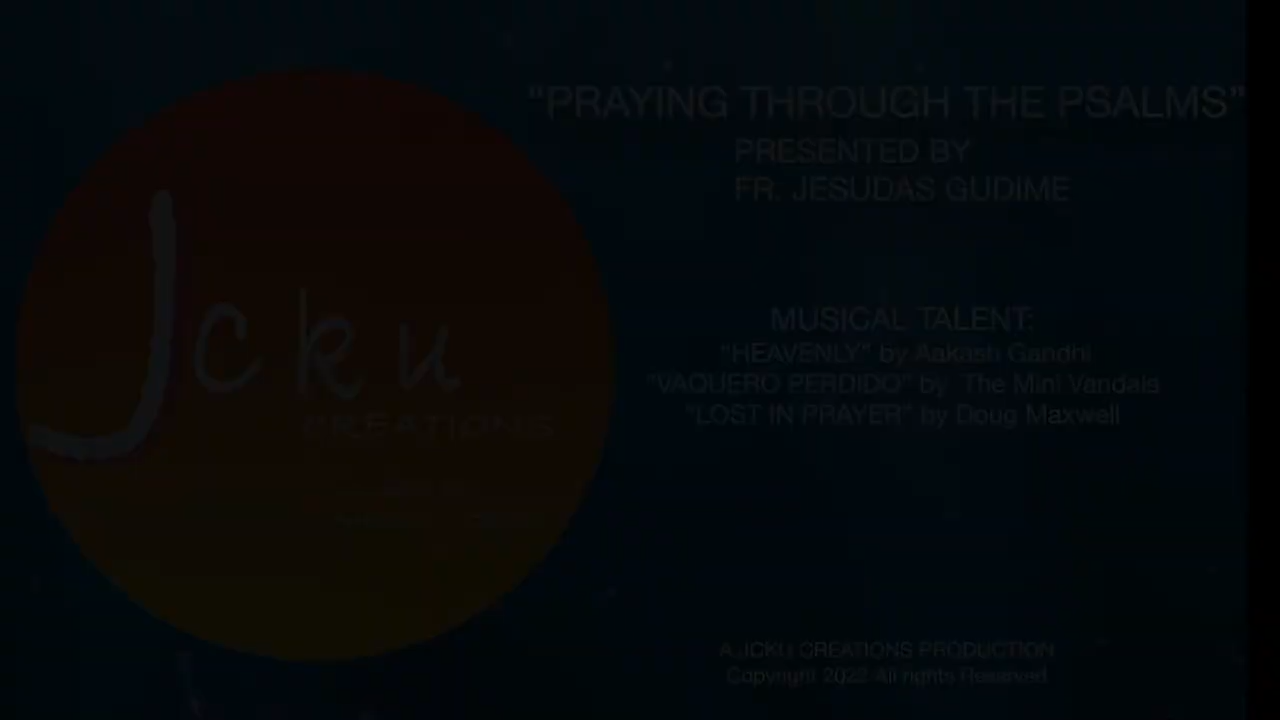 Jcku
CREATIONS
"PRAYING THROUGH THE PSALMS"
PRESENTED BY
FR. JESUDAS GUDIME
MUSICAL TALENT:
"HEAVENLY" by Aakash Gandhi
"VAQUERO PERDIDO" by The Mini Vandals
"LOST IN PRAYER" by Doug Maxwell
A JCKU CREATIONS PRODUCTION
Copyright 2022 All rights Reserved